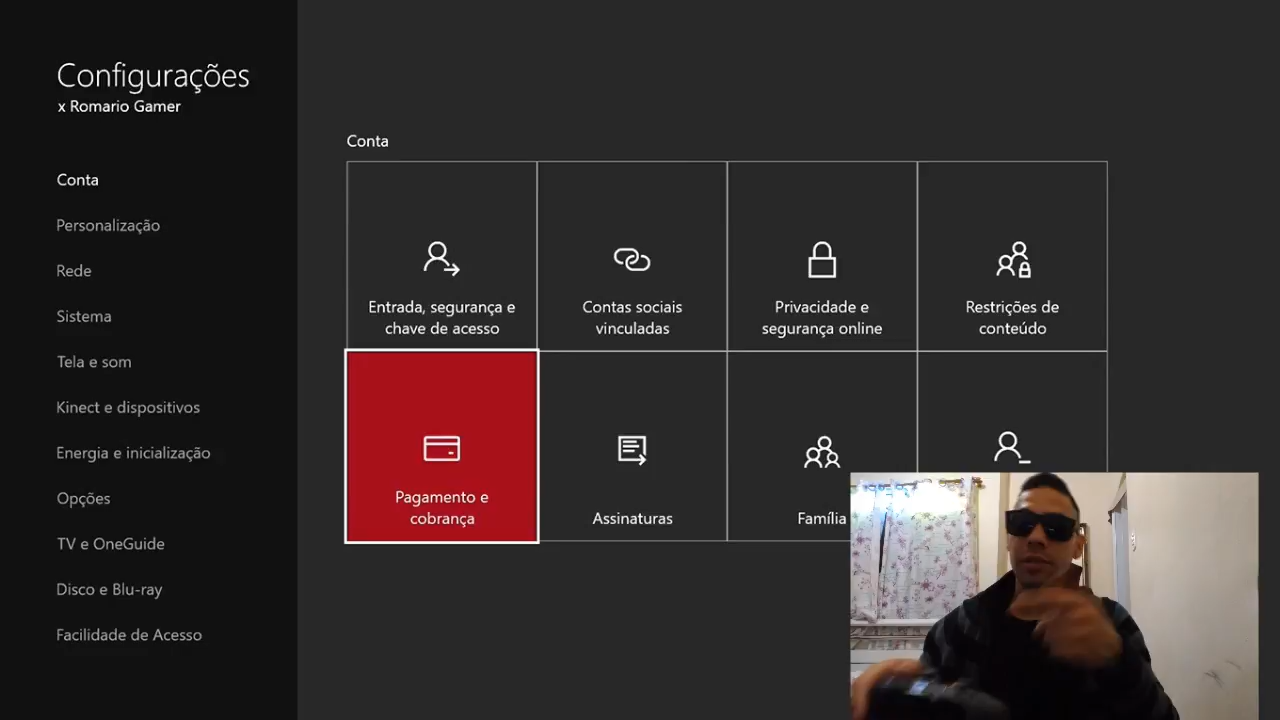 Configurações
x Romario Gamer
Conta
Personalização
Rede
Sistema
Tela e som
Kinect e dispositivos
Energia e inicialização
Opções
TV e OneGuide
Disco e Blu-ray
Facilidade de Acesso
Conta
Entrada, segurança e
chave de acesso
Contas sociais
vinculadas
Privacidade e
segurança online
Restrições de
conteúdo
Pagamento e
cobrança
Assinaturas
Família